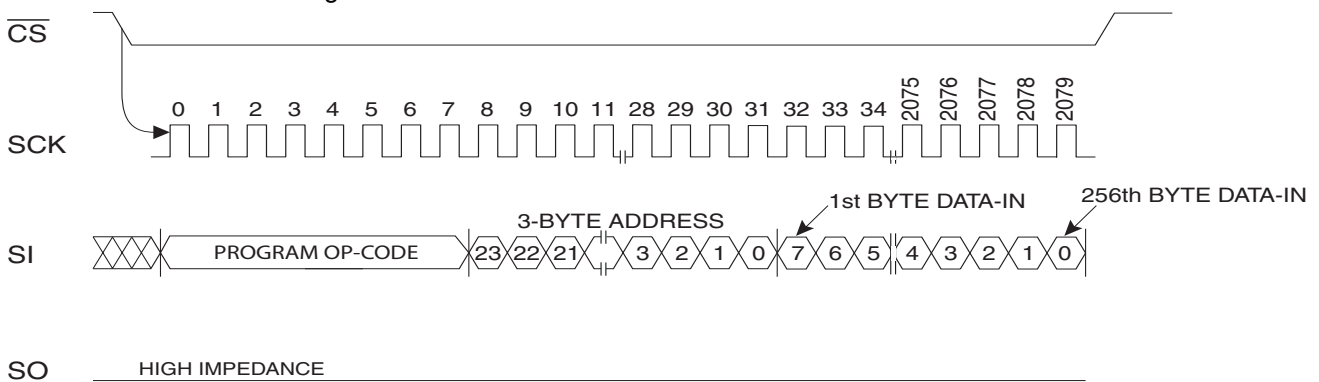 CS
0 1 2 3 4 5 6 7 8 9 10 11 28 29 30 31 32 33 34 2075 2076 2077 2078 2079
SCK
1st BYTE DATA-IN
256th BYTE DATA-IN
3-BYTE ADDRESS
SI
PROGRAM OP-CODE 23 22 21 3 2 1 0 7 6 5 4 3 2 1 0
SO
HIGH IMPEDANCE